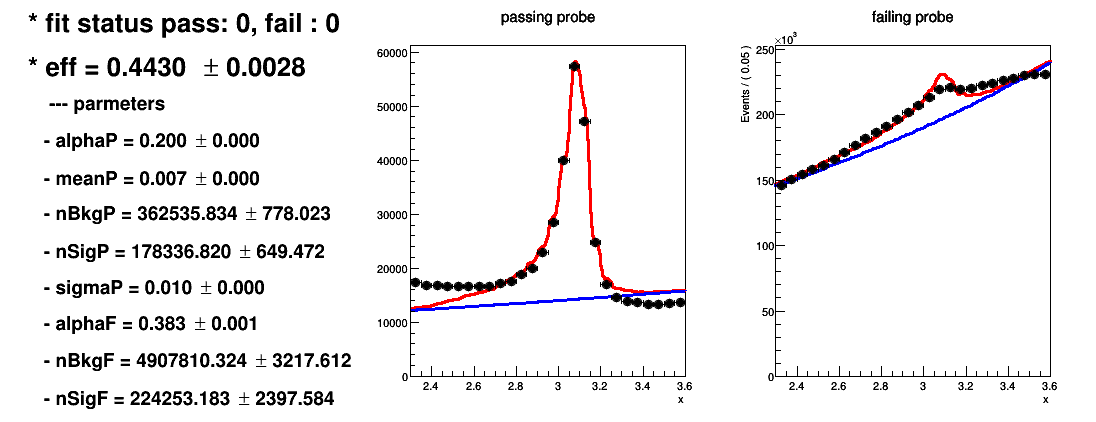 * fit status pass: 0, fail : 0
* eff = 0.4430 ± 0.0028
--- parmeters
- alphaP = 0.200 ± 0.000
- meanP = 0.007 ± 0.000
- nBkgP = 362535.834 ± 778.023
- nSigP = 178336.820 ± 649.472
- sigmaP = 0.010 ± 0.000
- alphaF = 0.383 ± 0.001
- nBkgF = 4907810.324 ± 3217.612
- nSigF = 224253.183 ± 2397.584
passing probe
60000
50000
40000
30000
20000
10000
0
2.4 2.6 2.8 3 3.2 3.4 3.6
x
failing probe
×10³
Events / ( 0.05 )
250
200
150
100
50
0
2.4 2.6 2.8 3 3.2 3.4 3.6
x